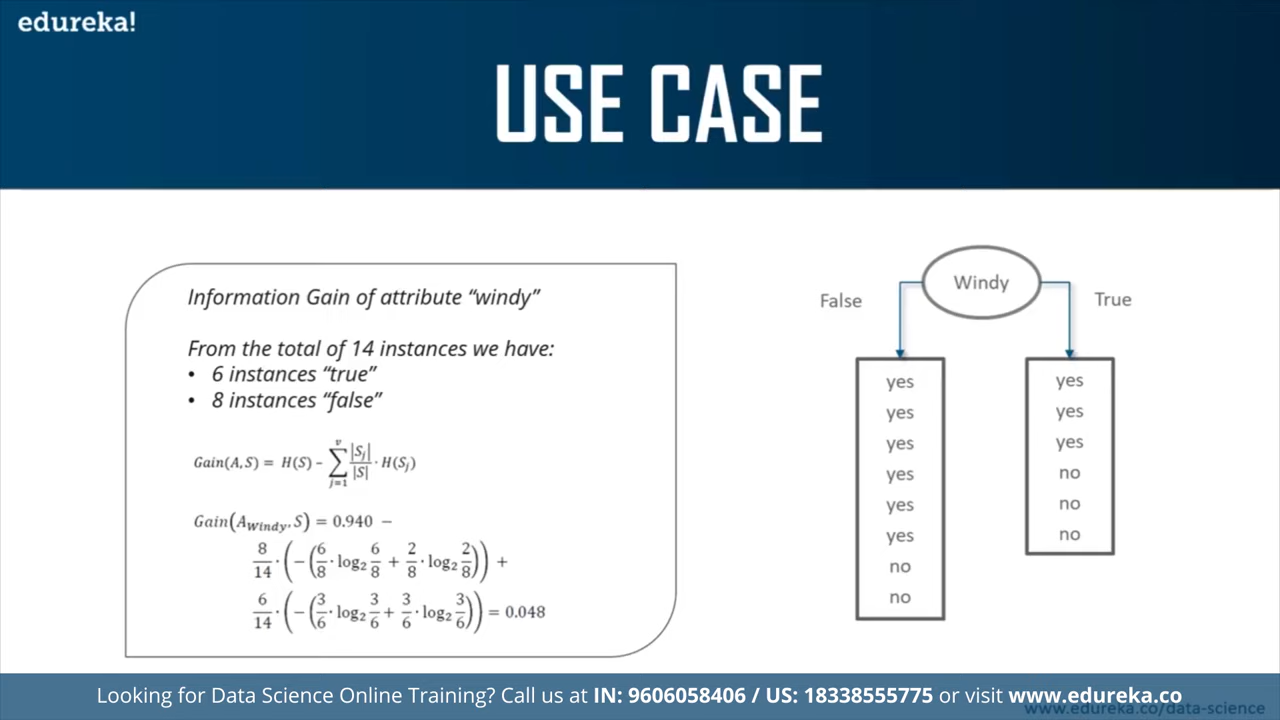 edureka!
USE CASE
Information Gain of attribute “windy”
From the total of 14 instances we have:
• 6 instances “true”
• 8 instances “false”
Gain(A,S) = H(S) - ∑_{j=1}^{v} |S_j|/|S| · H(S_j)
Gain(A_Windy, S) = 0.940 −
8/14 · (−(6/8 · log₂ 6/8 + 2/8 · log₂ 2/8)) +
6/14 · (−(3/6 · log₂ 3/6 + 3/6 · log₂ 3/6)) = 0.048
Windy
False
True
yes
yes
yes
yes
yes
yes
no
no
yes
yes
yes
no
no
no
Looking for Data Science Online Training? Call us at IN: 9606058406 / US: 18338555775 or visit www.edureka.co
www.edureka.co/data-science